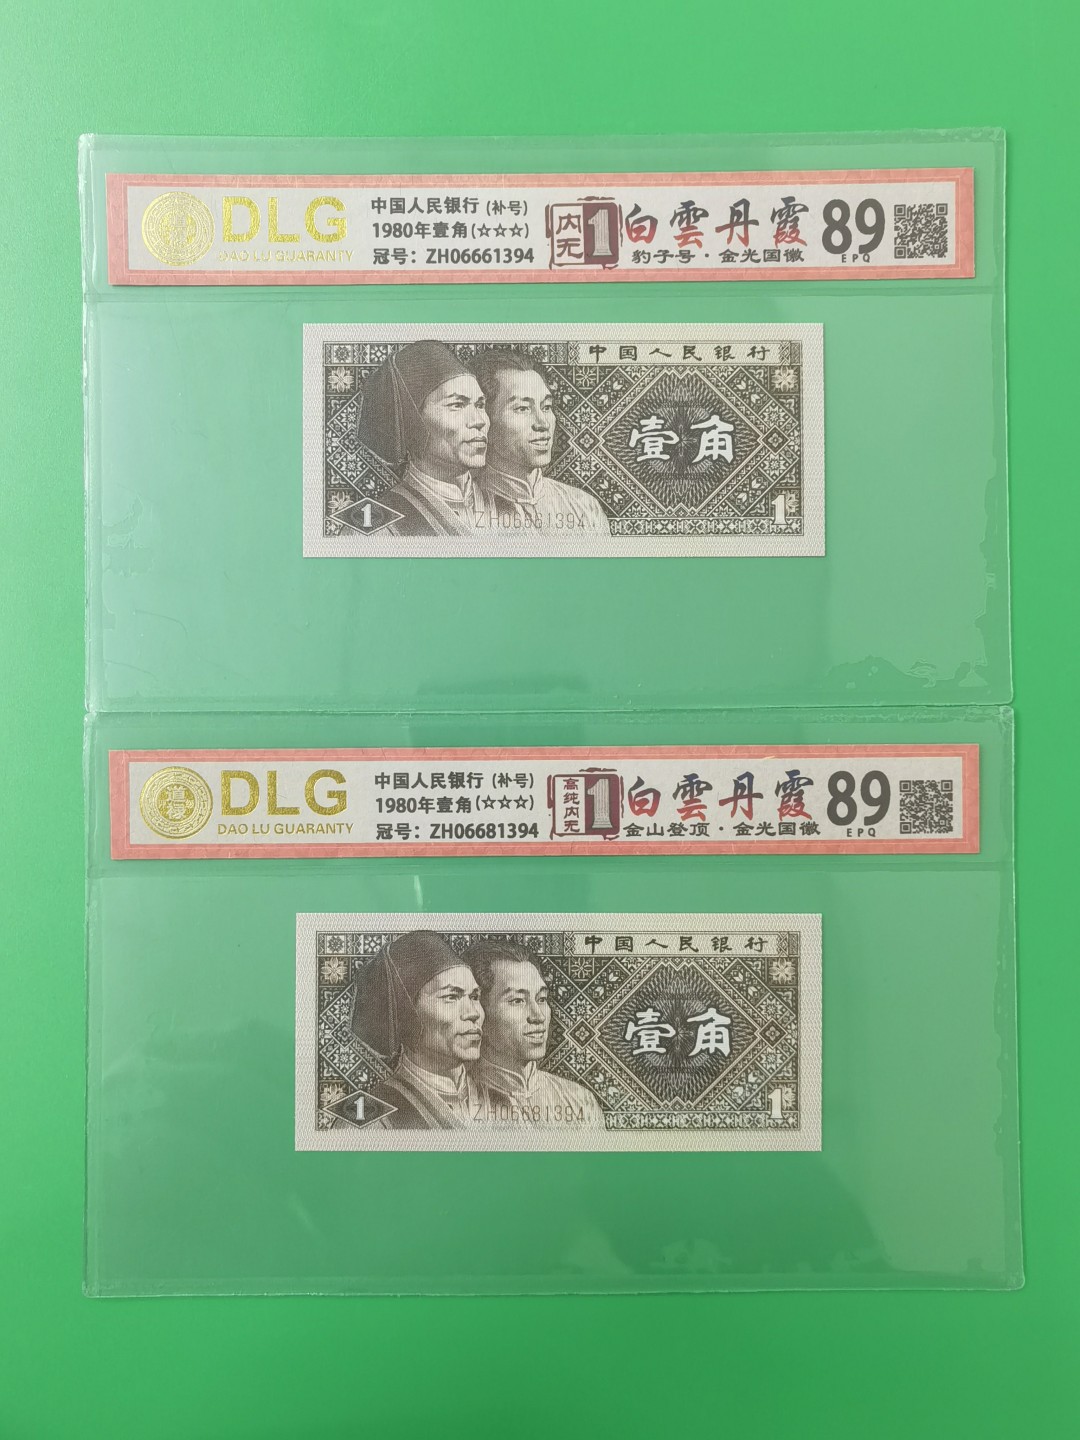 DLG
DAO LU GUARANTY
中国人民银行 (补号)
1980年壹角(☆☆☆)
冠号：ZH06661394
内无
1
白雲丹霞
豹子号·金光国徽
89
EPQ
中国人民银行
壹角
1
ZH06661394
1
DLG
DAO LU GUARANTY
中国人民银行 (补号)
1980年壹角(☆☆☆)
冠号：ZH06681394
高纯内无
1
白雲丹霞
金山登顶·金光国徽
89
EPQ
中国人民银行
壹角
1
ZH06681394
1